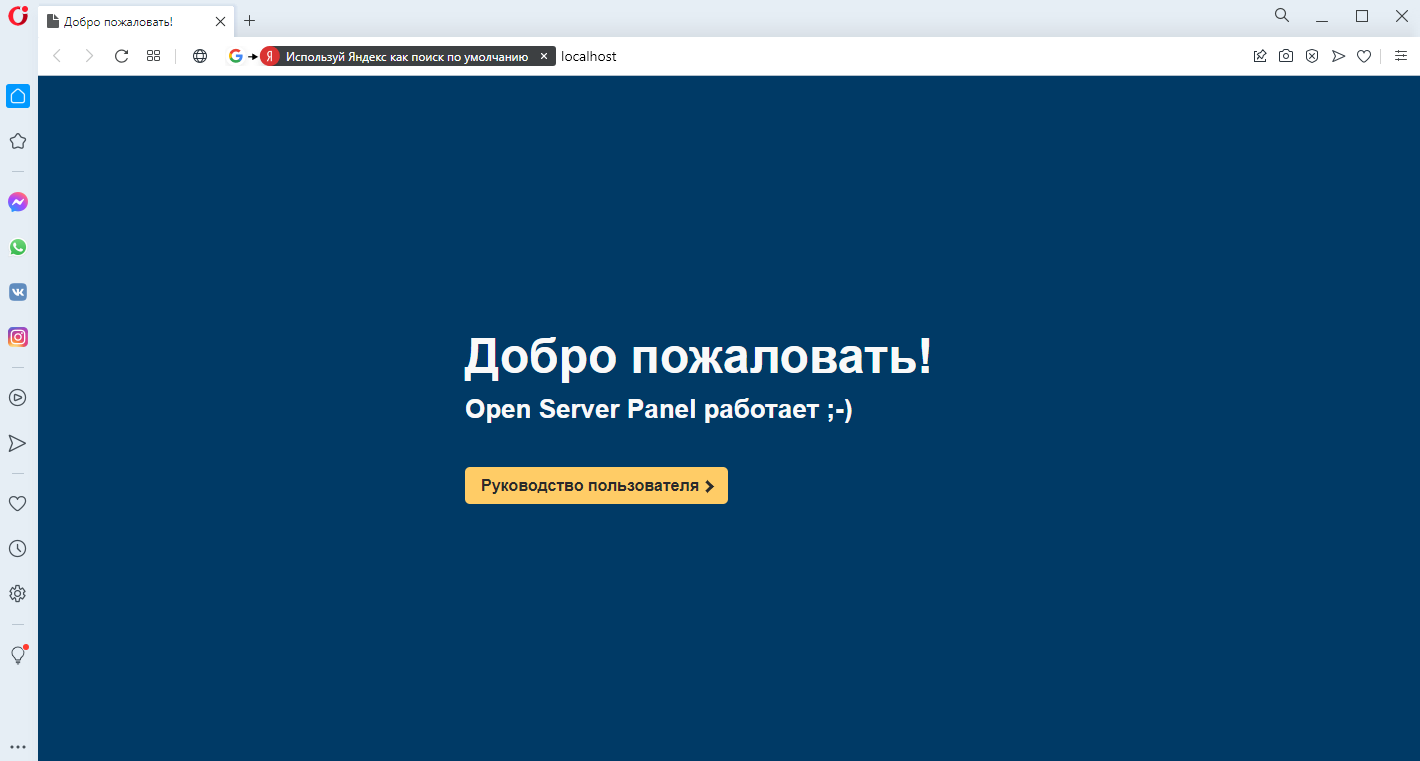 Добро пожаловать!
Используй Яндекс как поиск по умолчанию
localhost
Добро пожаловать!
Open Server Panel работает ;-)
Руководство пользователя